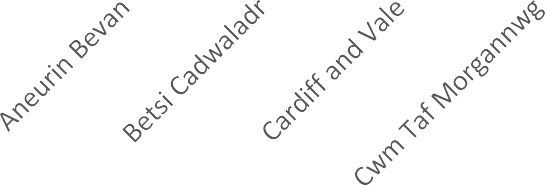 Aneurin Bevan
Betsi Cadwaladr
Cardiff and Vale
Cwm Taf Morgannwg